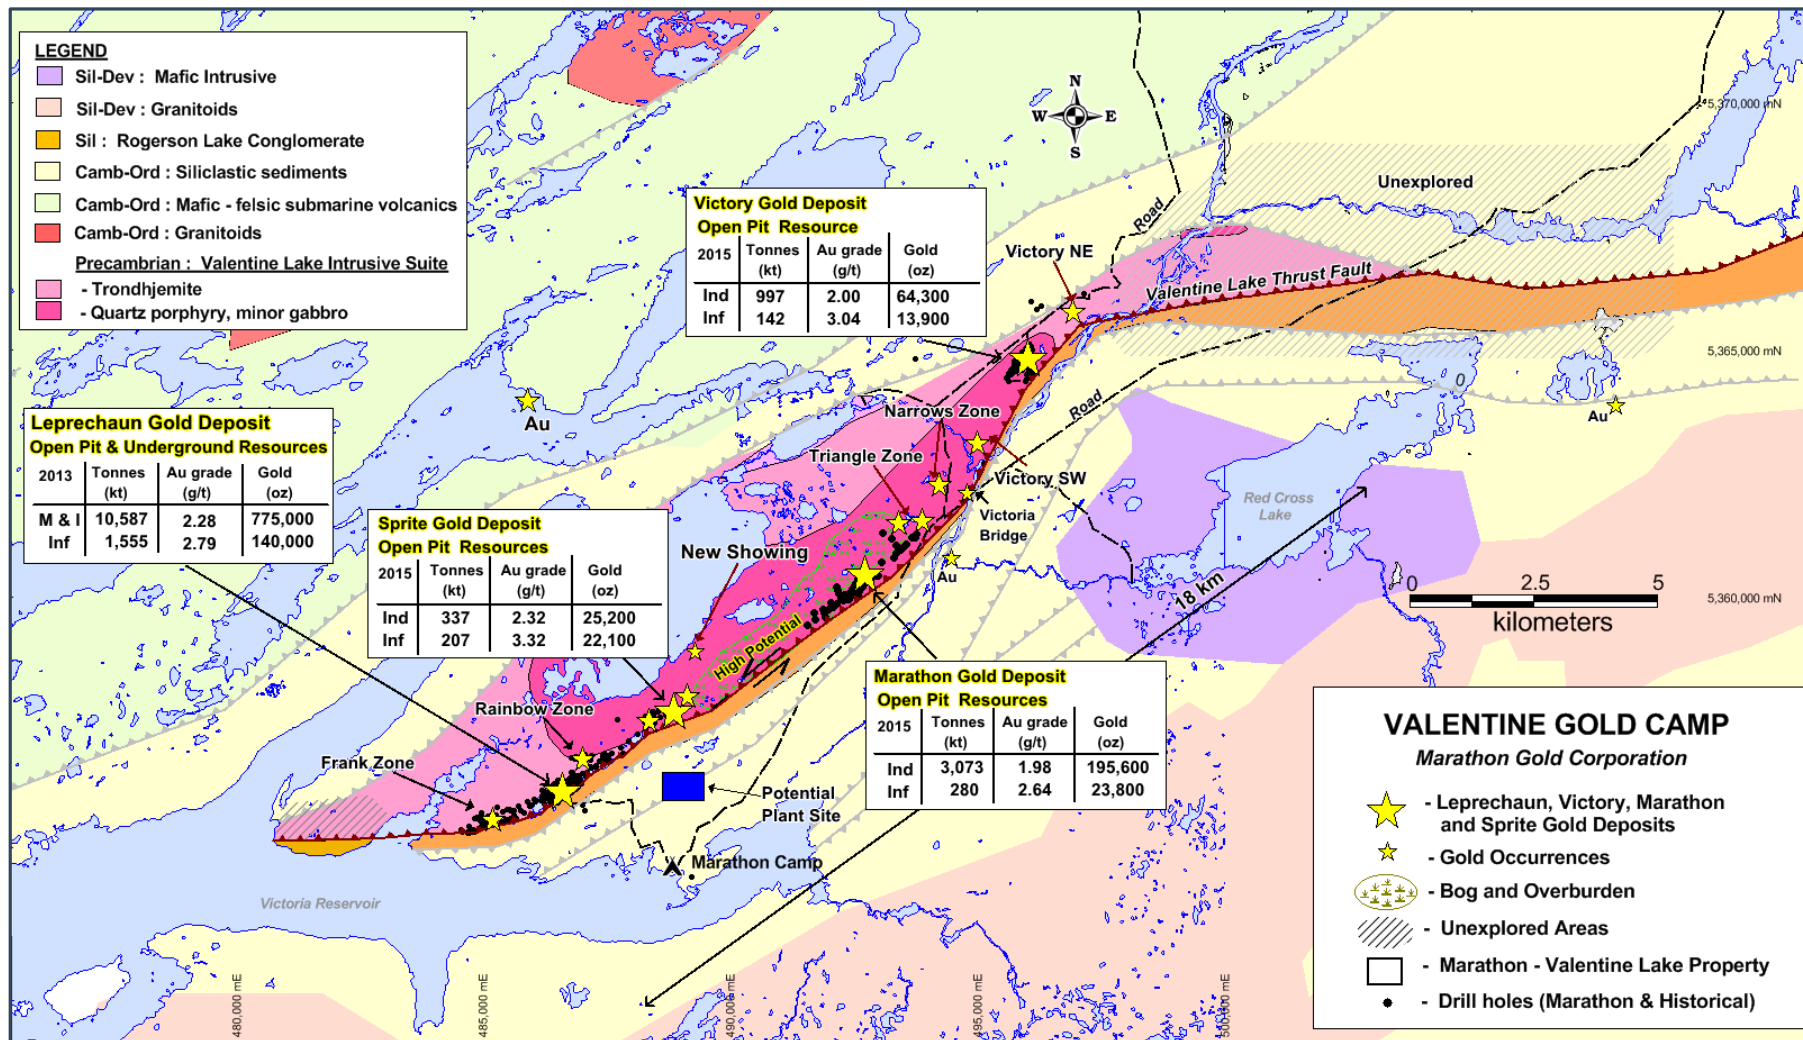 LEGEND
Sil-Dev : Mafic Intrusive
Sil-Dev : Granitoids
Sil : Rogerson Lake Conglomerate
Camb-Ord : Siliclastic sediments
Camb-Ord : Mafic - felsic submarine volcanics
Camb-Ord : Granitoids
Precambrian : Valentine Lake Intrusive Suite
- Trondhjemite
- Quartz porphyry, minor gabbro
N
W E
S
5,370,000 mN
Unexplored
Road
Victory Gold Deposit
Open Pit Resource
2015 Tonnes (kt) Au grade (g/t) Gold (oz)
Ind 997 2.00 64,300
Inf 142 3.04 13,900
Victory NE
Valentine Lake Thrust Fault
5,365,000 mN
0
Road
Au
Au
Leprechaun Gold Deposit
Open Pit & Underground Resources
2013 Tonnes (kt) Au grade (g/t) Gold (oz)
M & I 10,587 2.28 775,000
Inf 1,555 2.79 140,000
Narrows Zone
Triangle Zone
Victory SW
Victoria
Bridge
Au
Red Cross
Lake
Sprite Gold Deposit
Open Pit Resources
2015 Tonnes (kt) Au grade (g/t) Gold (oz)
Ind 337 2.32 25,200
Inf 207 3.32 22,100
New Showing
High Potential
18 km
0 2.5 5
kilometers
5,360,000 mN
Marathon Gold Deposit
Open Pit Resources
2015 Tonnes (kt) Au grade (g/t) Gold (oz)
Ind 3,073 1.98 195,600
Inf 280 2.64 23,800
Rainbow Zone
Frank Zone
Potential
Plant Site
Marathon Camp
Victoria Reservoir
480,000 mE
485,000 mE
490,000 mE
495,000 mE
500,000 mE
VALENTINE GOLD CAMP
Marathon Gold Corporation
- Leprechaun, Victory, Marathon
and Sprite Gold Deposits
- Gold Occurrences
- Bog and Overburden
- Unexplored Areas
- Marathon - Valentine Lake Property
- Drill holes (Marathon & Historical)